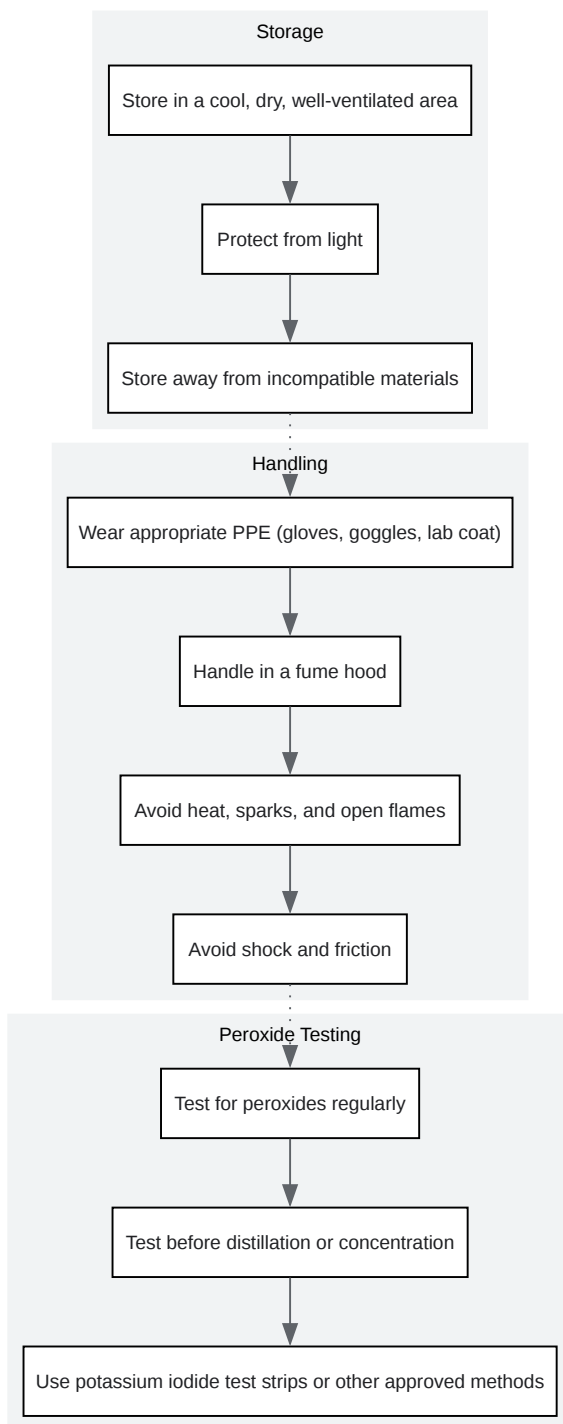 Storage
Store in a cool, dry, well-ventilated area
Protect from light
Store away from incompatible materials
Handling
Wear appropriate PPE (gloves, goggles, lab coat)
Handle in a fume hood
Avoid heat, sparks, and open flames
Avoid shock and friction
Peroxide Testing
Test for peroxides regularly
Test before distillation or concentration
Use potassium iodide test strips or other approved methods